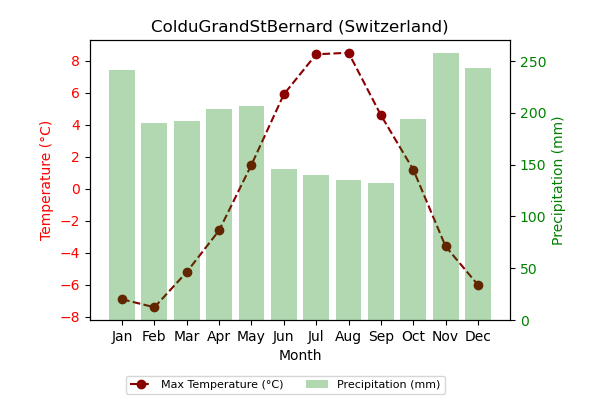 ColduGrandStBernard (Switzerland)
8
6
4
2
0
−2
−4
−6
−8
Temperature (°C)
250
200
150
100
50
0
Precipitation (mm)
Jan Feb Mar Apr May Jun Jul Aug Sep Oct Nov Dec
Month
Max Temperature (°C) Precipitation (mm)